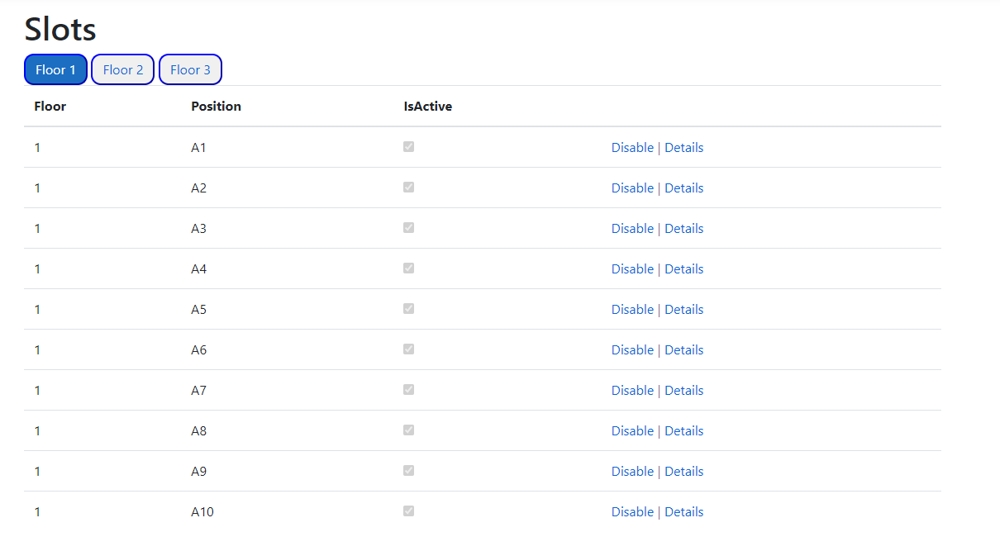 Slots
Floor 1 Floor 2 Floor 3
Floor Position IsActive
1 A1 Disable | Details
1 A2 Disable | Details
1 A3 Disable | Details
1 A4 Disable | Details
1 A5 Disable | Details
1 A6 Disable | Details
1 A7 Disable | Details
1 A8 Disable | Details
1 A9 Disable | Details
1 A10 Disable | Details